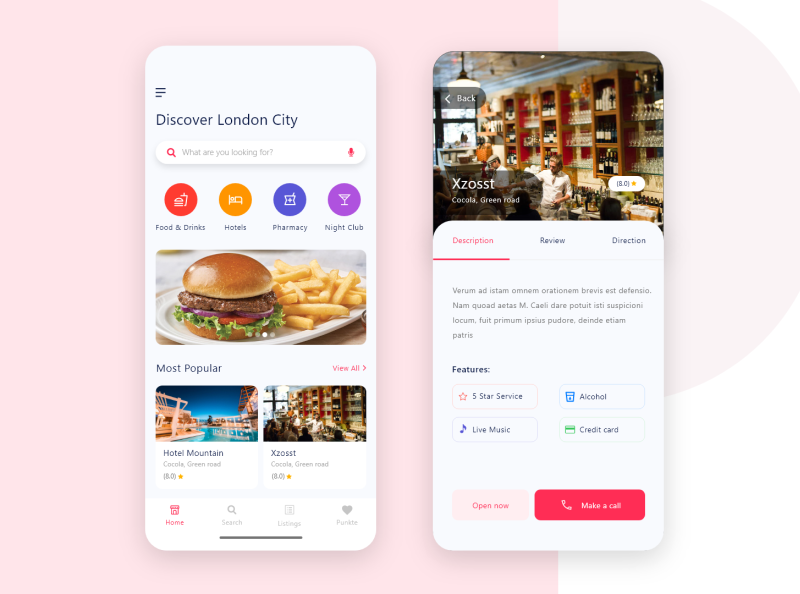 Discover London City
What are you looking for?
Food & Drinks
Hotels
Pharmacy
Night Club
Most Popular
View All
Hotel Mountain
Cocola, Green road
(8.0)
Xzosst
Cocola, Green road
(8.0)
Home
Search
Listings
Punkte
Back
Xzosst
Cocola, Green road
(8.0)
Description
Review
Direction
Verum ad istam omnem orationem brevis est defensio.
Nam quoad aetas M. Caeli dare potuit isti suspicioni
locum, fuit primum ipsius pudore, deinde etiam
patris
Features:
5 Star Service
Alcohol
Live Music
Credit card
Open now
Make a call